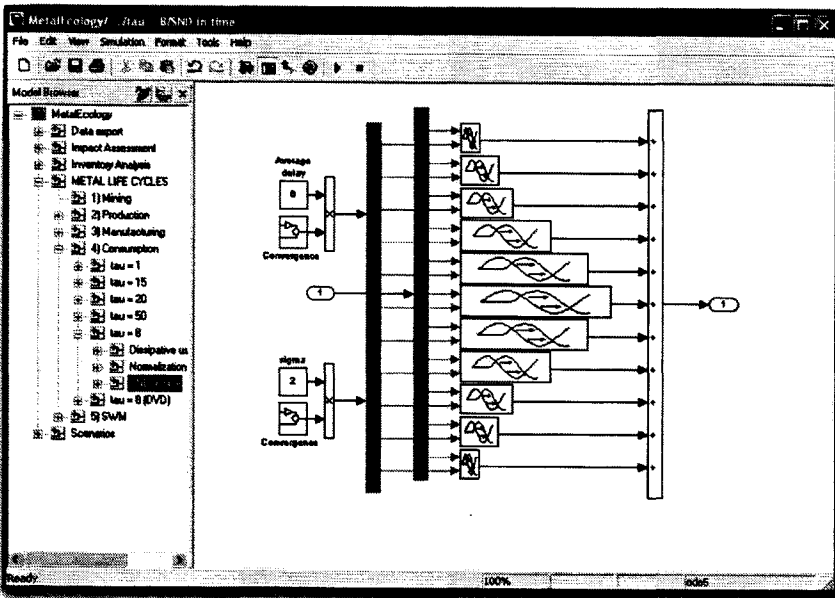 MetalEcology/
in time
File Edit View Simulation Format Tools Help
Model Browser
MetalEcology
Data export
Impact Assessment
Inventory Analysis
METAL LIFE CYCLES
1) Mining
2) Production
3) Manufacturing
4) Consumption
tau = 1
tau = 15
tau = 20
tau = 50
tau = 8
Dissipative us
Normalization
tau = 8 (DVD)
5) SWM
Scenarios
Average
delay
8
Convergence
1
sigma
2
Convergence
1
Ready
100%
ode5